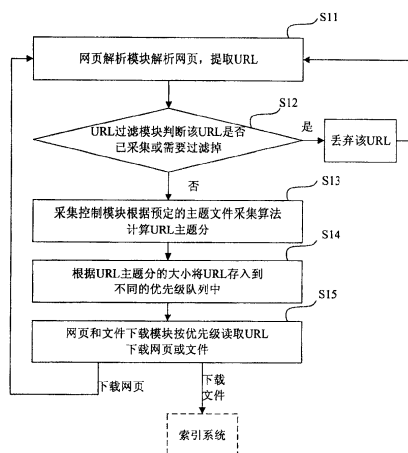 S11
网页解析模块解析网页，提取URL
S12
URL过滤模块判断该URL是否
已采集或需要过滤掉
是
丢弃该URL
否
S13
采集控制模块根据预定的主题文件采集算法
计算URL主题分
S14
根据URL主题分的大小将URL存入到
不同的优先级队列中
S15
网页和文件下载模块按优先级读取URL
下载网页或文件
下载网页
下载
文件
索引系统